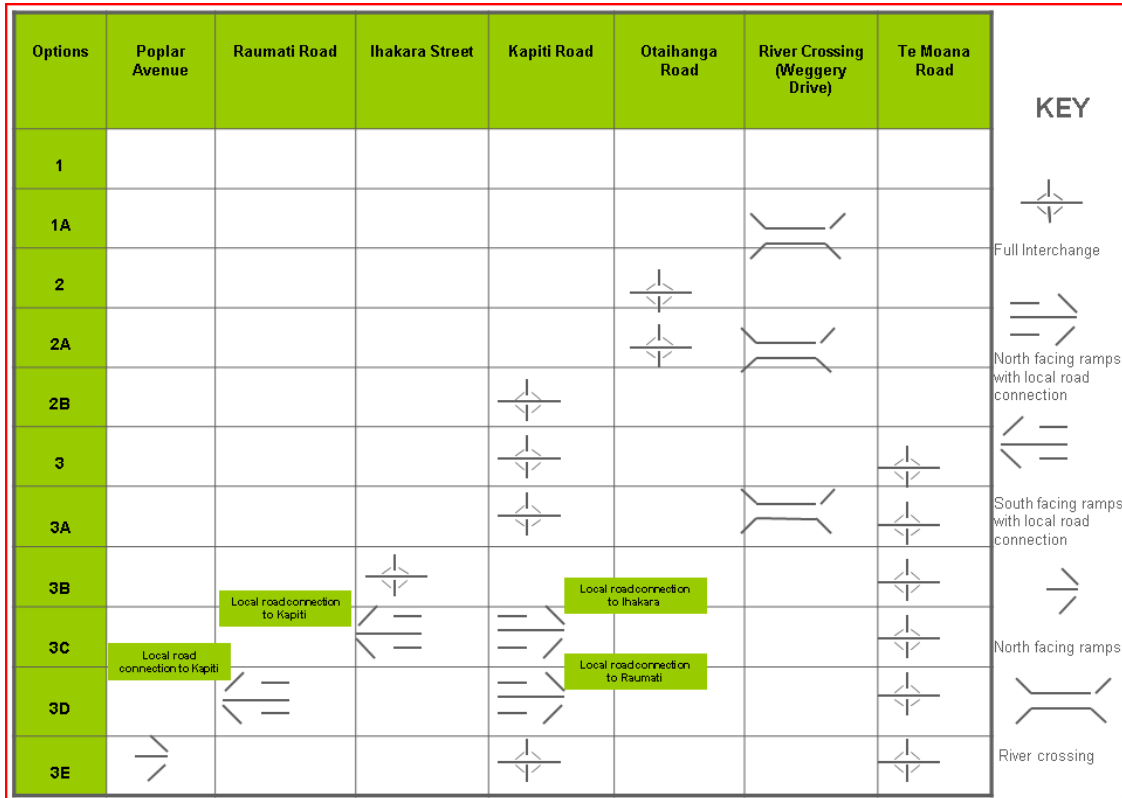 Options
Poplar
Avenue
Raumati Road
Ihakara Street
Kapiti Road
Otaihanga
Road
River Crossing
(Weggery
Drive)
Te Moana
Road
KEY
1
1A
2
2A
2B
3
3A
3B
3C
3D
3E
Local road connection
to Kapiti
Local road connection
to Ihakara
Local road
connection to Kapiti
Local road connection
to Raumati
Full Interchange
North facing ramps
with local road
connection
South facing ramps
with local road
connection
North facing ramps
River crossing